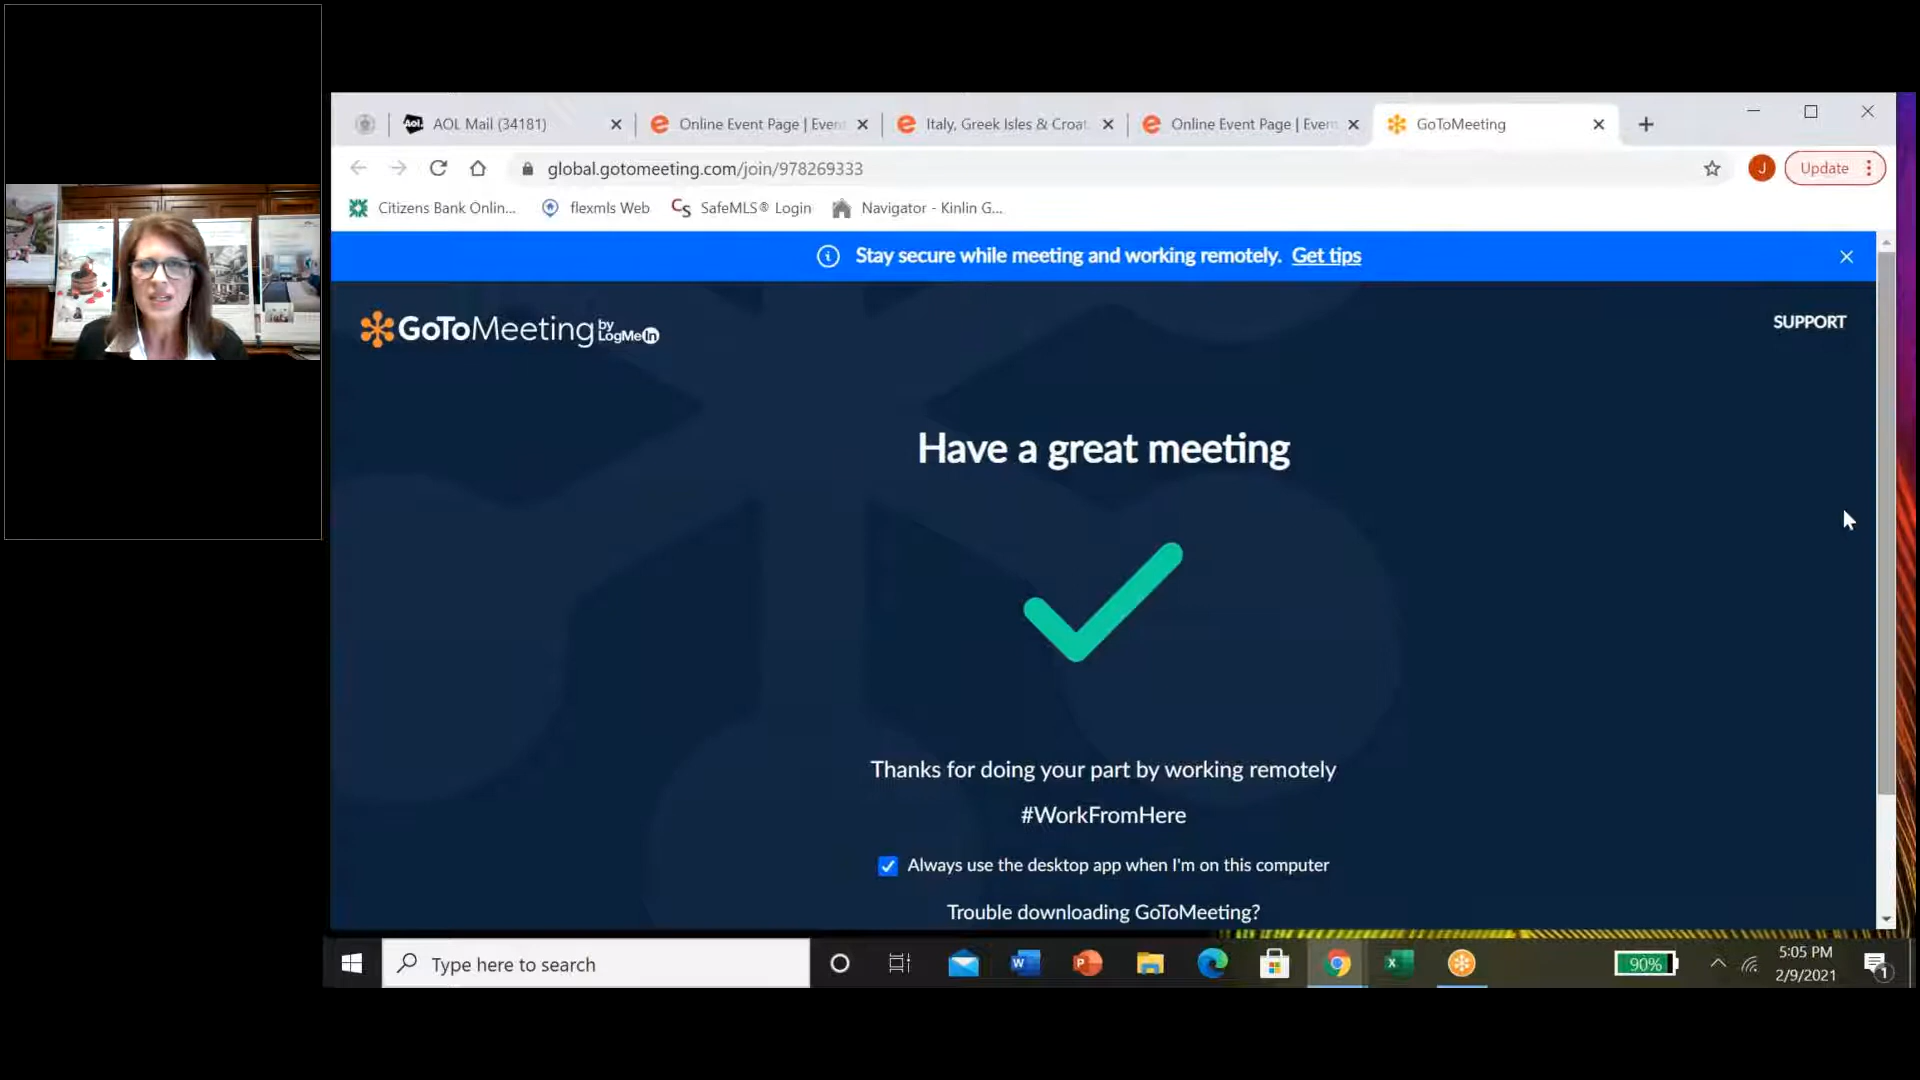 Aol.
AOL Mail (34181)
Online Event Page | Event
Italy, Greek Isles & Croat
Online Event Page | Even
GoToMeeting
global.gotomeeting.com/join/978269333
J
Update
Citizens Bank Onlin...
flexmls Web
CS
SafeMLS® Login
Navigator - Kinlin G...
Stay secure while meeting and working remotely. Get tips
GoToMeeting by LogMeIn
SUPPORT
Have a great meeting
Thanks for doing your part by working remotely
#WorkFromHere
Always use the desktop app when I'm on this computer
Trouble downloading GoToMeeting?
Type here to search
90%
5:05 PM
2/9/2021
1